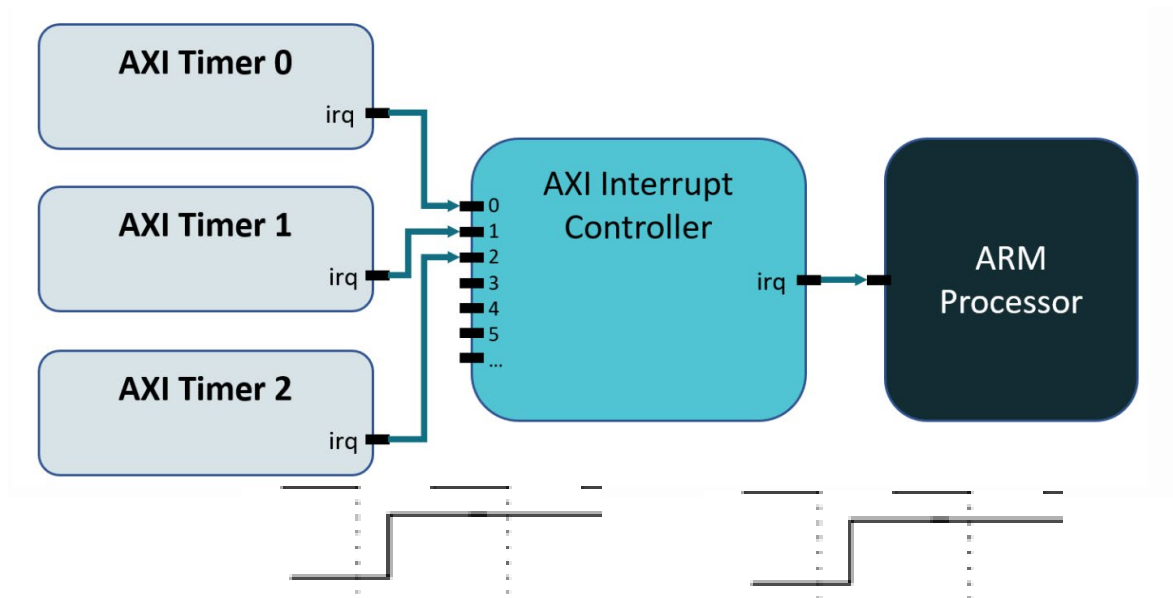 AXI Timer 0
irq
AXI Timer 1
irq
AXI Timer 2
irq
AXI Interrupt
Controller
0
1
2
3
4
5
...
irq
ARM
Processor